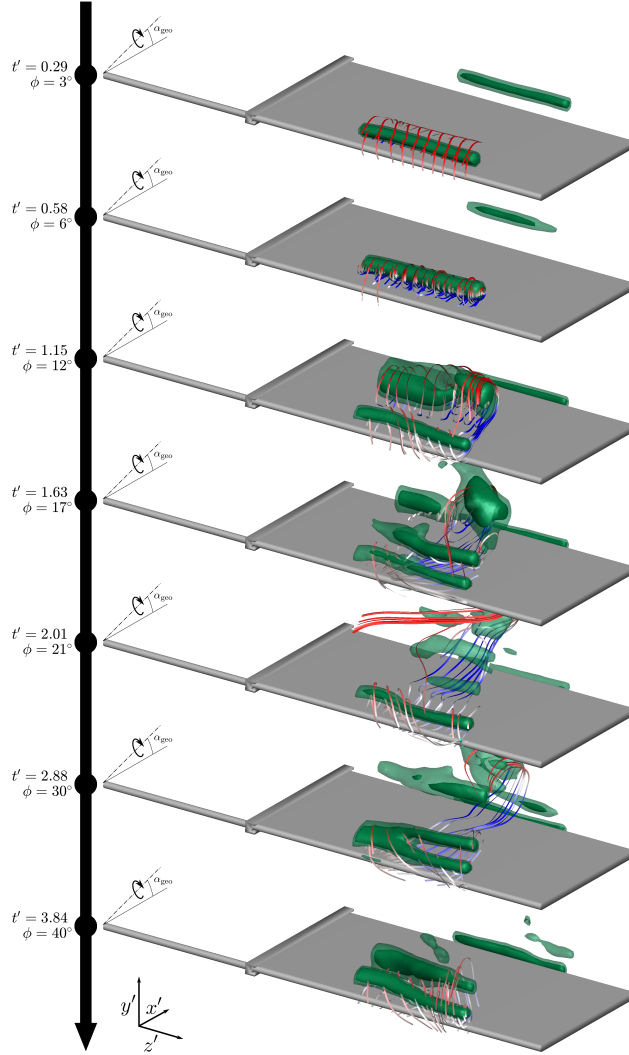 t′ = 0.29
ϕ = 3°
α_geo
t′ = 0.58
ϕ = 6°
α_geo
t′ = 1.15
ϕ = 12°
α_geo
t′ = 1.63
ϕ = 17°
α_geo
t′ = 2.01
ϕ = 21°
α_geo
t′ = 2.88
ϕ = 30°
α_geo
t′ = 3.84
ϕ = 40°
α_geo
y′
x′
z′